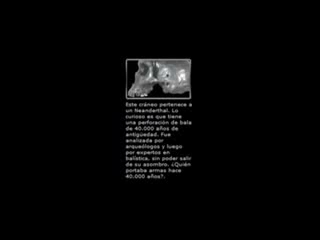 Este cráneo pertenece a
un Neanderthal. Lo
curioso es que tiene
una perforación de bala
de 40.000 años de
antigüedad. Fue
analizada por
arqueólogos y luego
por expertos en
balística, sin poder salir
de su asombro. ¿Quién
portaba armas hace
40.000 años?.